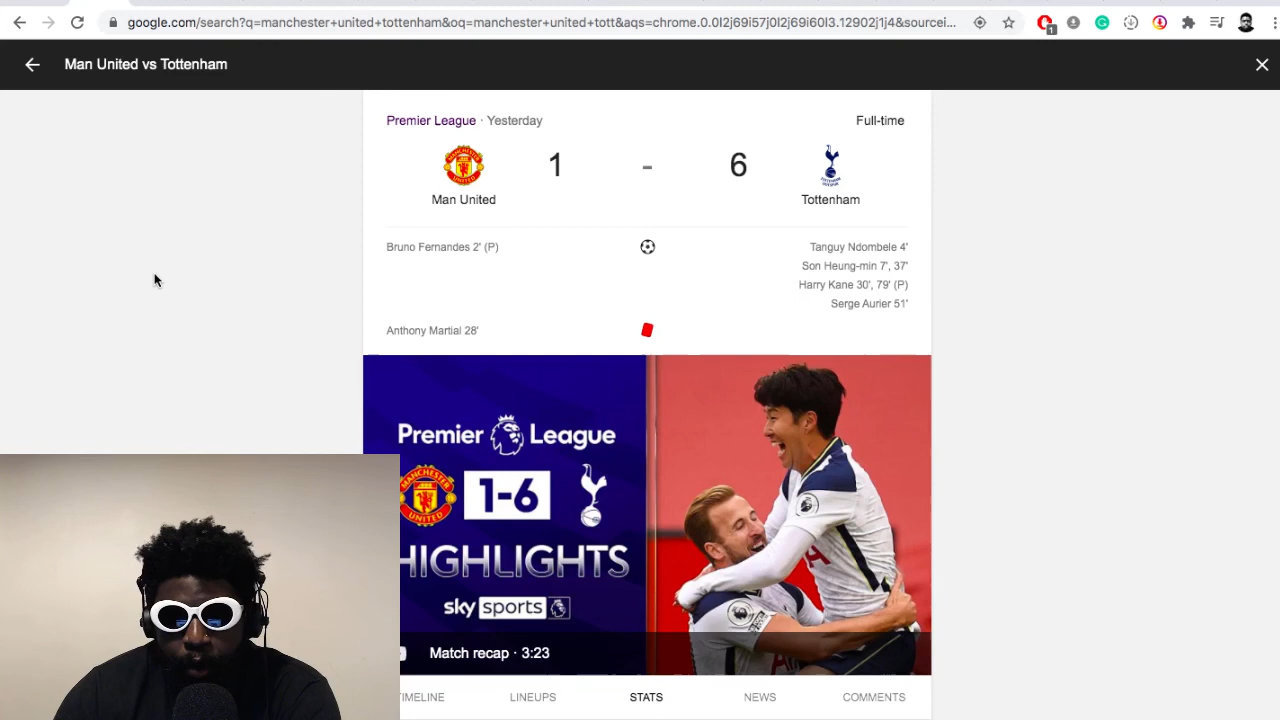 google.com/search?q=manchester+united+tottenham&oq=manchester+united+tott&aqs=chrome.0.0l2j69i57j0l2j69i60l3.12902j1j4&sourcei...
1
Man United vs Tottenham
Premier League · Yesterday
Full-time
1 - 6
Man United
Tottenham
Bruno Fernandes 2' (P)
Tanguy Ndombele 4'
Son Heung-min 7', 37'
Harry Kane 30', 79' (P)
Serge Aurier 51'
Anthony Martial 28'
Premier League
1-6
HIGHLIGHTS
sky sports
Match recap · 3:23
TIMELINE
LINEUPS
STATS
NEWS
COMMENTS